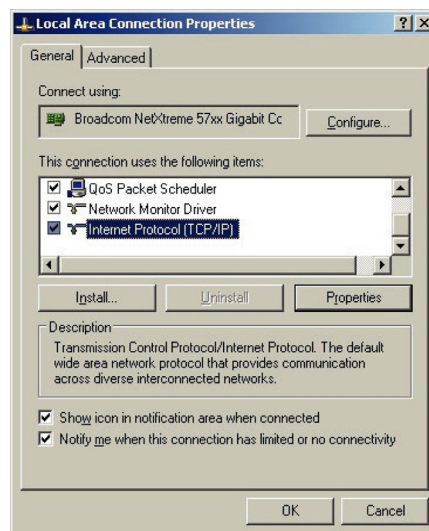 Local Area Connection Properties
General Advanced
Connect using:
Broadcom NetXtreme 57xx Gigabit Cc
Configure...
This connection uses the following items:
QoS Packet Scheduler
Network Monitor Driver
Internet Protocol (TCP/IP)
Install... Uninstall Properties
Description
Transmission Control Protocol/Internet Protocol. The default
wide area network protocol that provides communication
across diverse interconnected networks.
Show icon in notification area when connected
Notify me when this connection has limited or no connectivity
OK Cancel